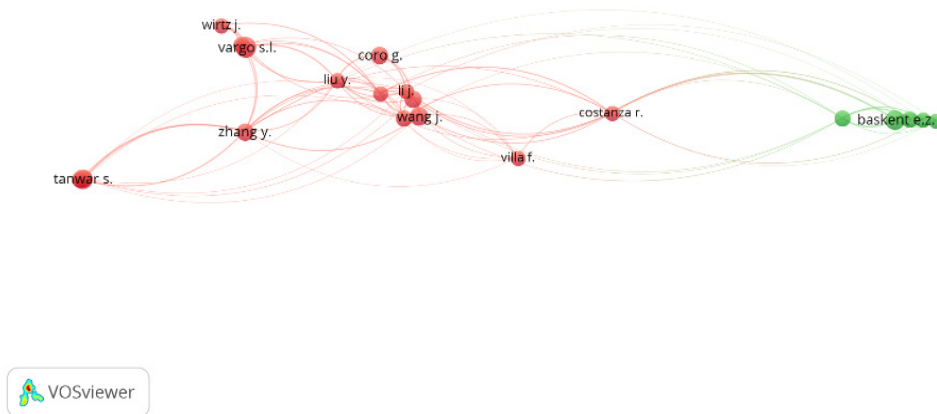 wirtz j.
vargo s.l.
coro g.
liu y.
li j.
wang j.
costanza r.
baskent e.z.
zhang y.
villa f.
tanwar s.
VOSviewer